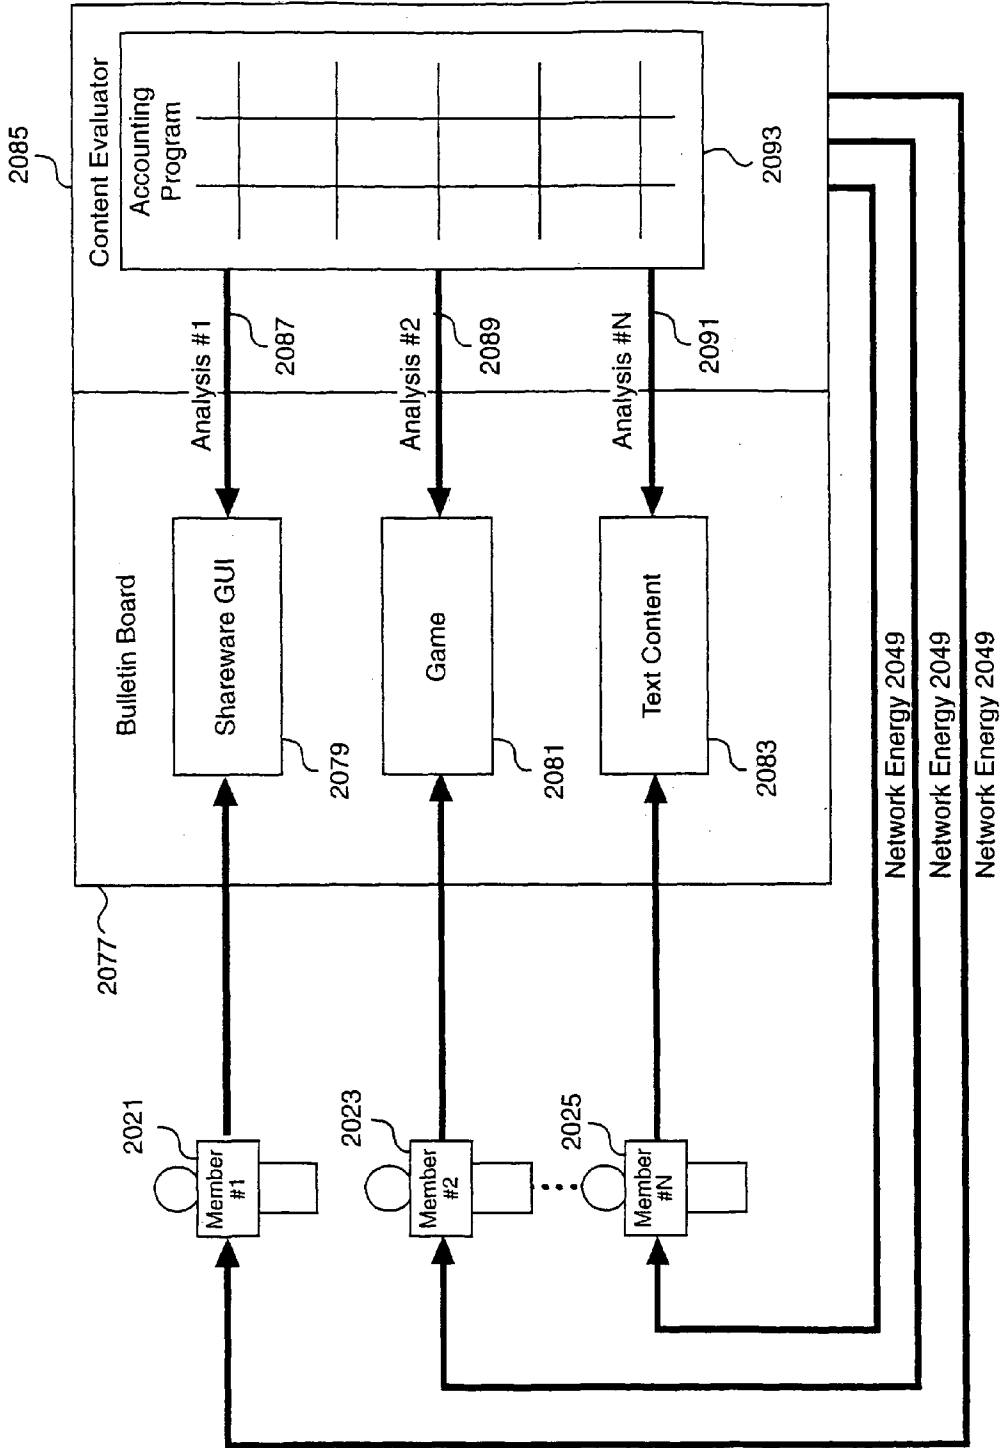 2085
Content Evaluator
Accounting
Program
2093
Analysis #1
2087
Analysis #2
2089
Analysis #N
2091
Bulletin Board
Shareware GUI
2079
Game
2081
Text Content
2083
2077
Network Energy 2049
Network Energy 2049
Network Energy 2049
2021
Member
#1
2023
Member
#2
2025
Member
#N